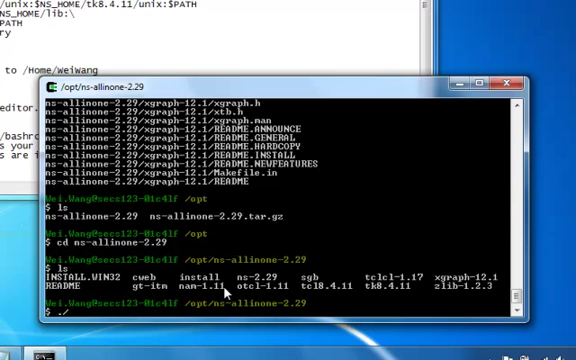 /unix:$NS_HOME/tk8.4.11/unix:$PATH
NS_HOME/lib:\
PATH
ry
to /Home/WeiWang
editor.
/bashrc
s your
s are i
/opt/ns-allinone-2.29
ns-allinone-2.29/xgraph-12.1/xgraph.h
ns-allinone-2.29/xgraph-12.1/xtb.h
ns-allinone-2.29/xgraph-12.1/xgraph.man
ns-allinone-2.29/xgraph-12.1/README.ANNOUNCE
ns-allinone-2.29/xgraph-12.1/README.GENERAL
ns-allinone-2.29/xgraph-12.1/README.HARDCOPY
ns-allinone-2.29/xgraph-12.1/README.INSTALL
ns-allinone-2.29/xgraph-12.1/README.NEWFEATURES
ns-allinone-2.29/xgraph-12.1/Makefile.in
ns-allinone-2.29/xgraph-12.1/README
Wei.Wang@secs123-01c41f /opt
$ ls
ns-allinone-2.29 ns-allinone-2.29.tar.gz
Wei.Wang@secs123-01c41f /opt
$ cd ns-allinone-2.29
Wei.Wang@secs123-01c41f /opt/ns-allinone-2.29
$ ls
INSTALL.WIN32 cweb install ns-2.29 sgb tclcl-1.17 xgraph-12.1
README gt-itm nam-1.11 otcl-1.11 tcl8.4.11 tk8.4.11 zlib-1.2.3
Wei.Wang@secs123-01c41f /opt/ns-allinone-2.29
$ ./